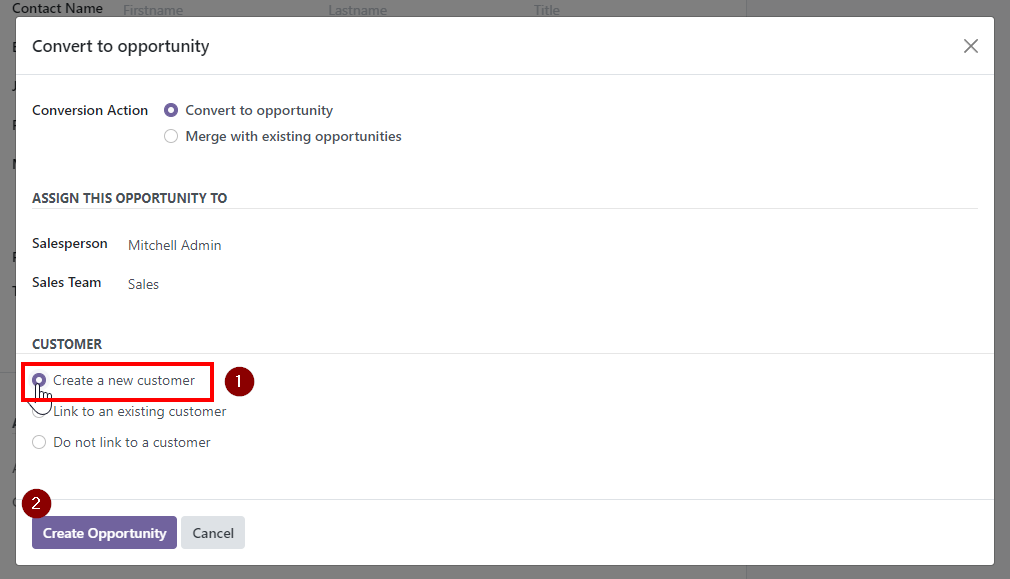 Contact Name Firstname Lastname Title
Convert to opportunity
Conversion Action Convert to opportunity
Merge with existing opportunities
ASSIGN THIS OPPORTUNITY TO
Salesperson Mitchell Admin
Sales Team Sales
CUSTOMER
Create a new customer 1
Link to an existing customer
Do not link to a customer
2
Create Opportunity Cancel